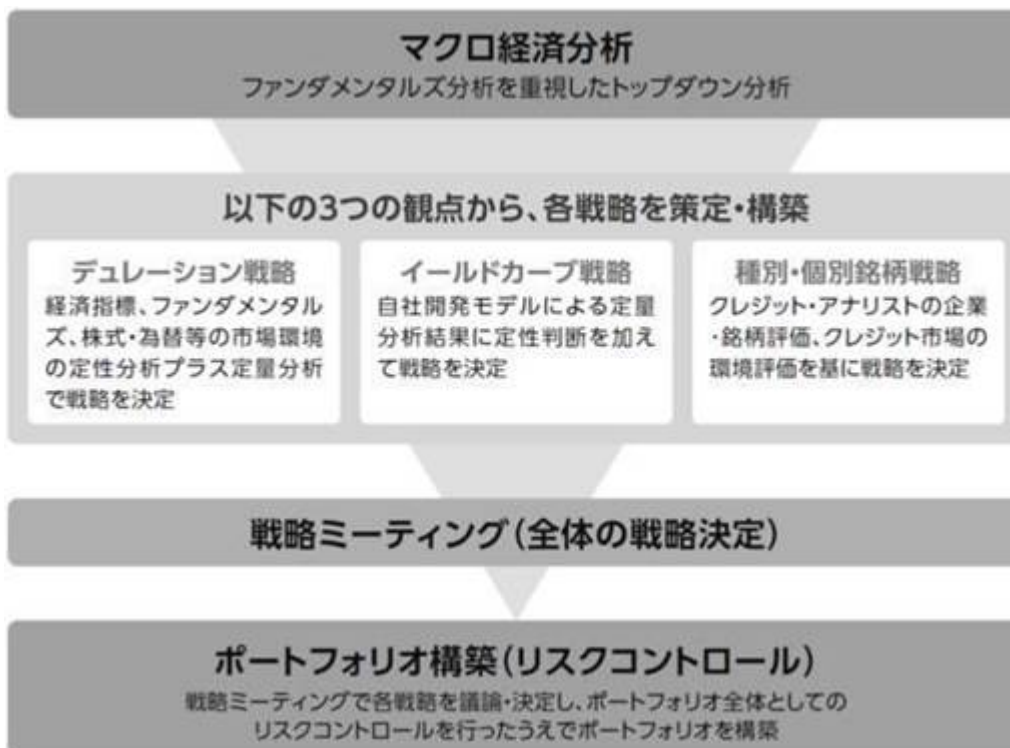 マクロ経済分析
ファンダメンタルズ分析を重視したトップダウン分析
以下の3つの観点から、各戦略を策定・構築
デュレーション戦略
経済指標、ファンダメンタル
ズ、株式・為替等の市場環境
の定性分析プラス定量分析
で戦略を決定
イールドカーブ戦略
自社開発モデルによる定量
分析結果に定性判断を加え
て戦略を決定
種別・個別銘柄戦略
クレジット・アナリストの企業
・銘柄評価、クレジット市場の
環境評価を基に戦略を決定
戦略ミーティング(全体の戦略決定)
ポートフォリオ構築(リスクコントロール)
戦略ミーティングで各戦略を議論・決定し、ポートフォリオ全体としての
リスクコントロールを行ったうえでポートフォリオを構築